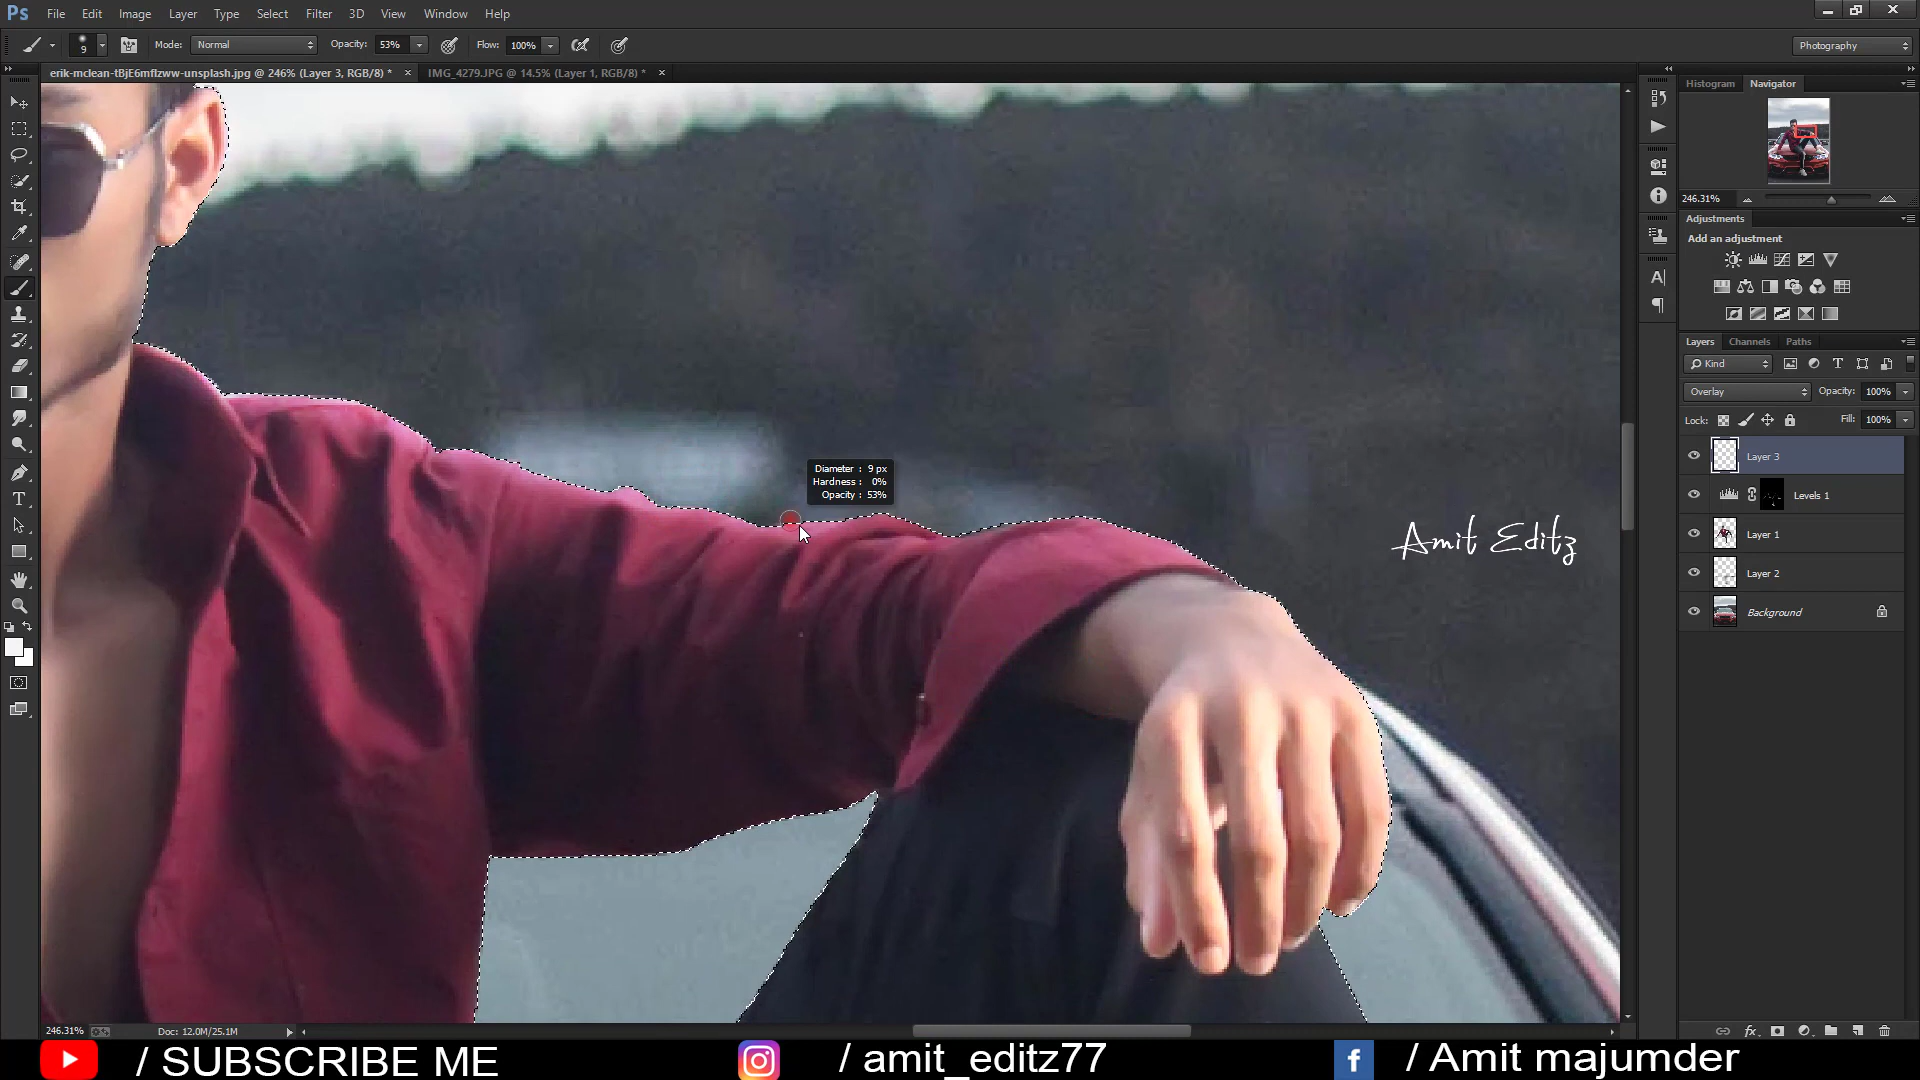 Ps File Edit Image Layer Type Select Filter 3D View Window Help
9 Mode: Normal Opacity: 53% Flow: 100% Photography
erik-mclean-tBjE6mfIzww-unsplash.jpg @ 246% (Layer 3, RGB/8) * IMG_4279.JPG @ 14.5% (Layer 1, RGB/8) *
Histogram Navigator
246.31%
Adjustments
Add an adjustment
Layers Channels Paths
Kind
Overlay Opacity: 100%
Lock: Fill: 100%
Layer 3
Levels 1
Layer 1
Layer 2
Background
Diameter : 9 px
Hardness : 0%
Opacity : 53%
Amit Editz
246.31% Doc: 12.0M/25.1M
/ SUBSCRIBE ME / amit_editz77 / Amit majumder